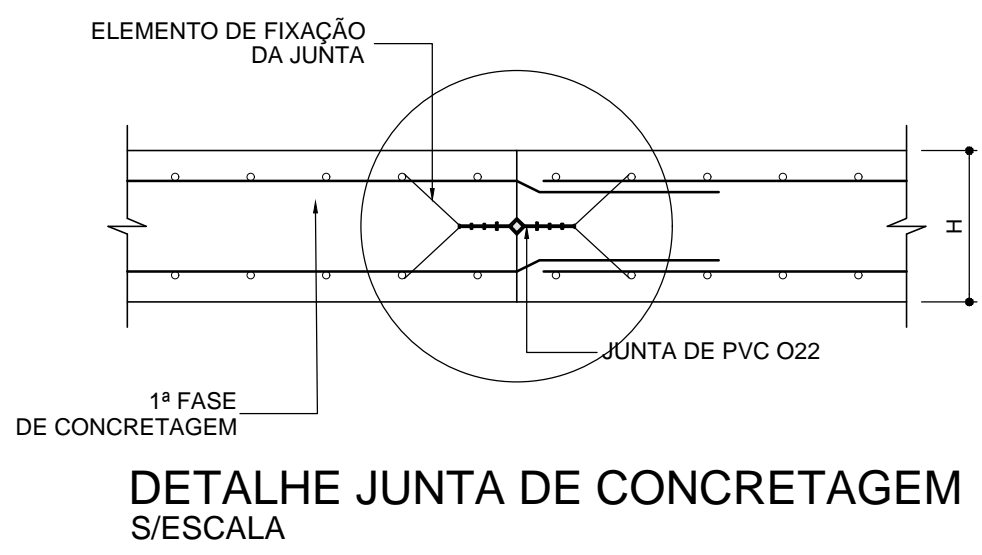 ELEMENTO DE FIXAÇÃO
DA JUNTA
H
JUNTA DE PVC O22
1ª FASE
DE CONCRETAGEM
DETALHE JUNTA DE CONCRETAGEM
S/ESCALA